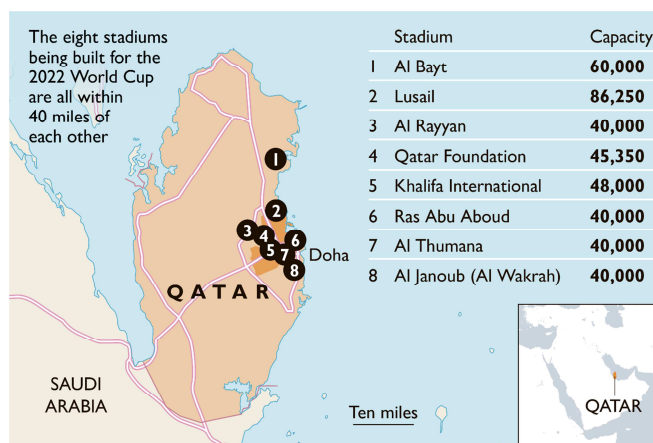 The eight stadiums
being built for the
2022 World Cup
are all within
40 miles of
each other
Stadium Capacity
1 Al Bayt 60,000
2 Lusail 86,250
3 Al Rayyan 40,000
4 Qatar Foundation 45,350
5 Khalifa International 48,000
6 Ras Abu Aboud 40,000
7 Al Thumana 40,000
8 Al Janoub (Al Wakrah) 40,000
1
2
3
4
5
6
7
8
Doha
QATAR
SAUDI
ARABIA
Ten miles
QATAR